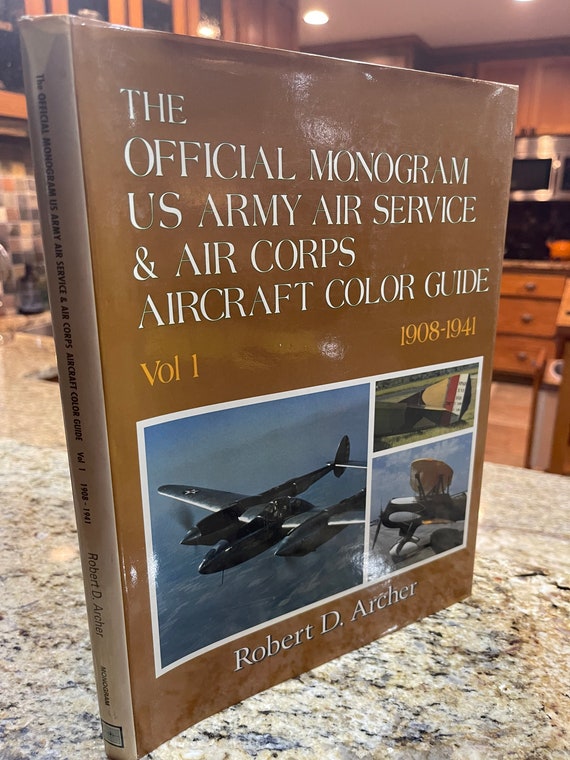 THE
OFFICIAL MONOGRAM
US ARMY AIR SERVICE
& AIR CORPS
AIRCRAFT COLOR GUIDE
Vol 1
1908-1941
Robert D. Archer
The OFFICIAL MONOGRAM US ARMY AIR SERVICE & AIR CORPS AIRCRAFT COLOR GUIDE Vol 1 1908 - 1941
Robert D. Archer
MONOGRAM